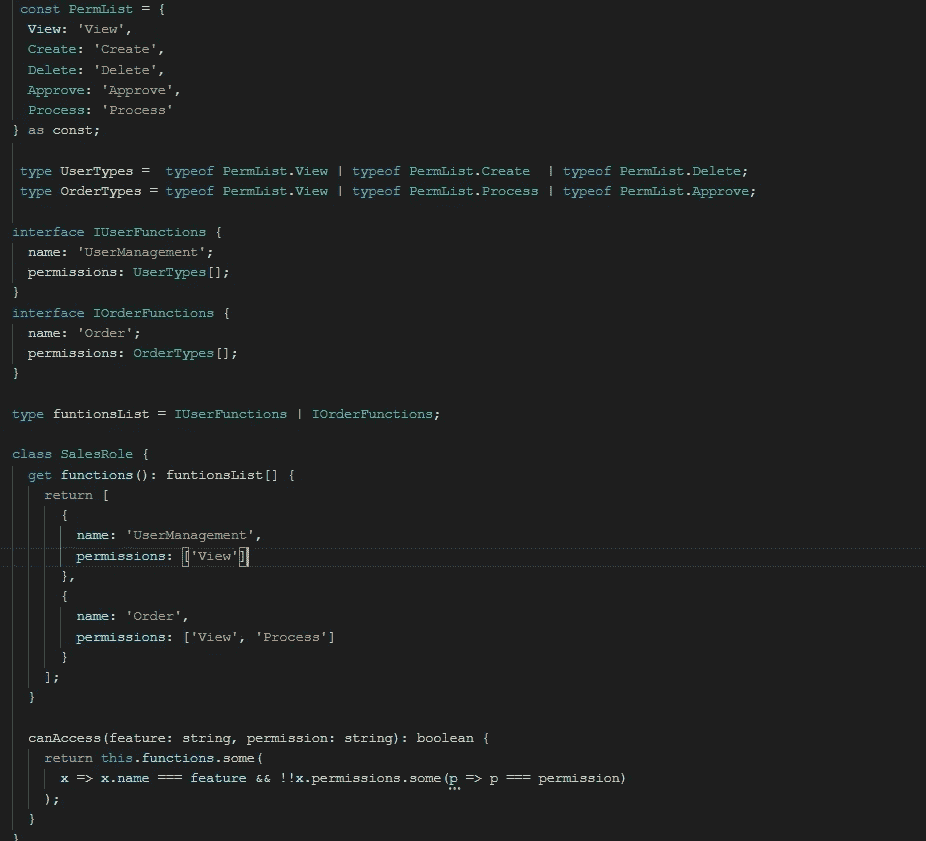 const PermList = {
View: 'View',
Create: 'Create',
Delete: 'Delete',
Approve: 'Approve',
Process: 'Process'
} as const;
type UserTypes =  typeof PermList.View | typeof PermList.Create  | typeof PermList.Delete;
type OrderTypes = typeof PermList.View | typeof PermList.Process | typeof PermList.Approve;
interface IUserFunctions {
name: 'UserManagement';
permissions: UserTypes[];
}
interface IOrderFunctions {
name: 'Order';
permissions: OrderTypes[];
}
type funtionsList = IUserFunctions | IOrderFunctions;
class SalesRole {
get functions(): funtionsList[] {
return [
{
name: 'UserManagement',
permissions: ['View']
},
{
name: 'Order',
permissions: ['View', 'Process']
}
];
}
canAccess(feature: string, permission: string): boolean {
return this.functions.some(
x => x.name === feature && !!x.permissions.some(p => p === permission)
);
}
}